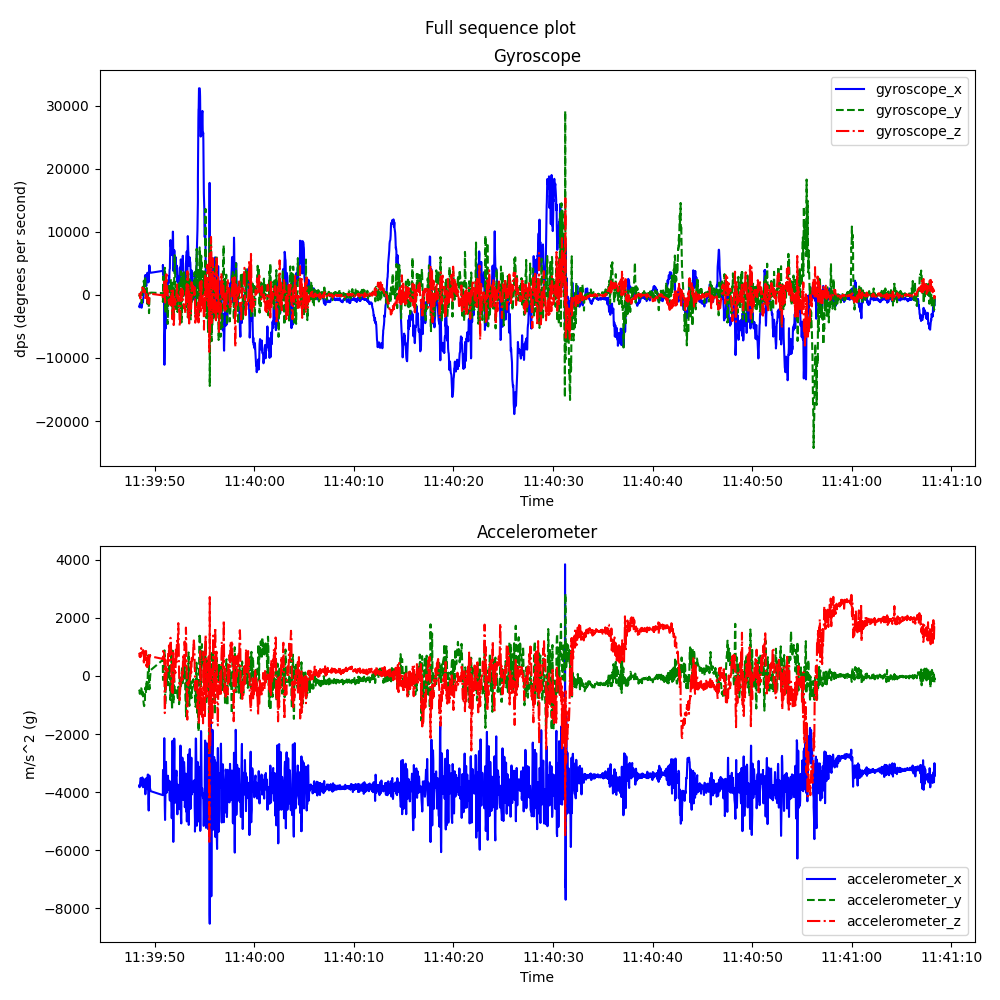 Full sequence plot
Gyroscope
30000
20000
10000
0
−10000
−20000
dps (degrees per second)
gyroscope_x
gyroscope_y
gyroscope_z
11:39:50 11:40:00 11:40:10 11:40:20 11:40:30 11:40:40 11:40:50 11:41:00 11:41:10
Time
Accelerometer
4000
2000
0
−2000
−4000
−6000
−8000
m/s^2 (g)
accelerometer_x
accelerometer_y
accelerometer_z
11:39:50 11:40:00 11:40:10 11:40:20 11:40:30 11:40:40 11:40:50 11:41:00 11:41:10
Time